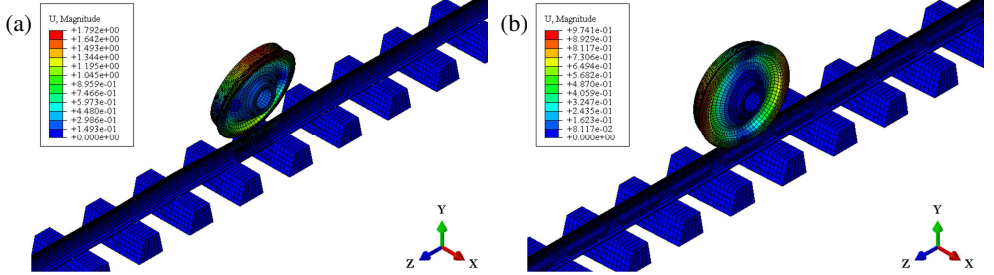 (a)
U, Magnitude
+1.792e+00
+1.642e+00
+1.493e+00
+1.344e+00
+1.195e+00
+1.045e+00
+8.959e-01
+7.466e-01
+5.973e-01
+4.480e-01
+2.986e-01
+1.493e-01
+0.000e+00
Y
Z
X
(b)
U, Magnitude
+9.741e-01
+8.929e-01
+8.117e-01
+7.306e-01
+6.494e-01
+5.682e-01
+4.870e-01
+4.059e-01
+3.247e-01
+2.435e-01
+1.623e-01
+8.117e-02
+0.000e+00
Y
Z
X